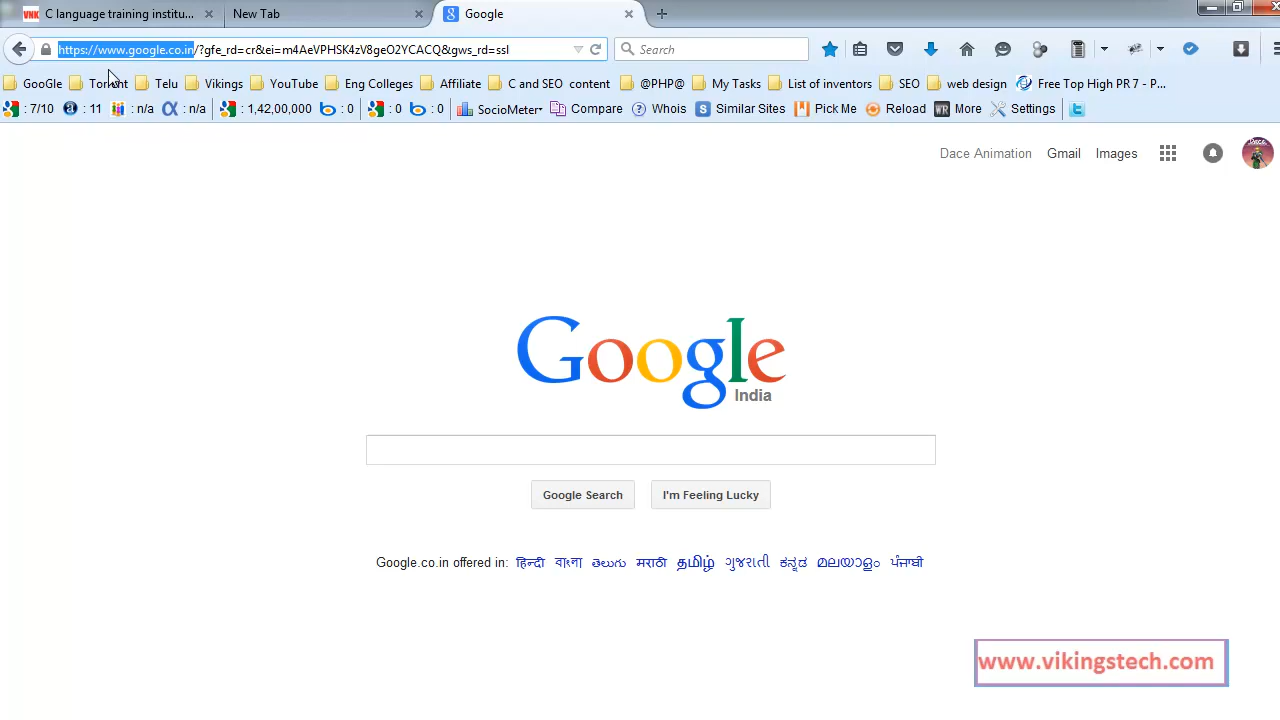 C language training institu...
New Tab
Google
https://www.google.co.in/?gfe_rd=cr&ei=m4AeVPHSK4zV8geO2YCACQ&gws_rd=ssl
Search
GooGle
Torrent
Telu
Vikings
YouTube
Eng Colleges
Affiliate
C and SEO content
@PHP@
My Tasks
List of inventors
SEO
web design
Free Top High PR 7 - P...
: 7/10
: 11
: n/a
: n/a
: 1,42,00,000
: 0
: 0
: 0
SocioMeter
Compare
Whois
Similar Sites
Pick Me
Reload
More
Settings
Dace Animation
Gmail
Images
Google
India
Google Search
I'm Feeling Lucky
Google.co.in offered in: हिन्दी বাংলা తెలుగు मराठी தமிழ் ગુજરાતી ಕನ್ನಡ മലയാളം ਪੰਜਾਬੀ
www.vikingstech.com